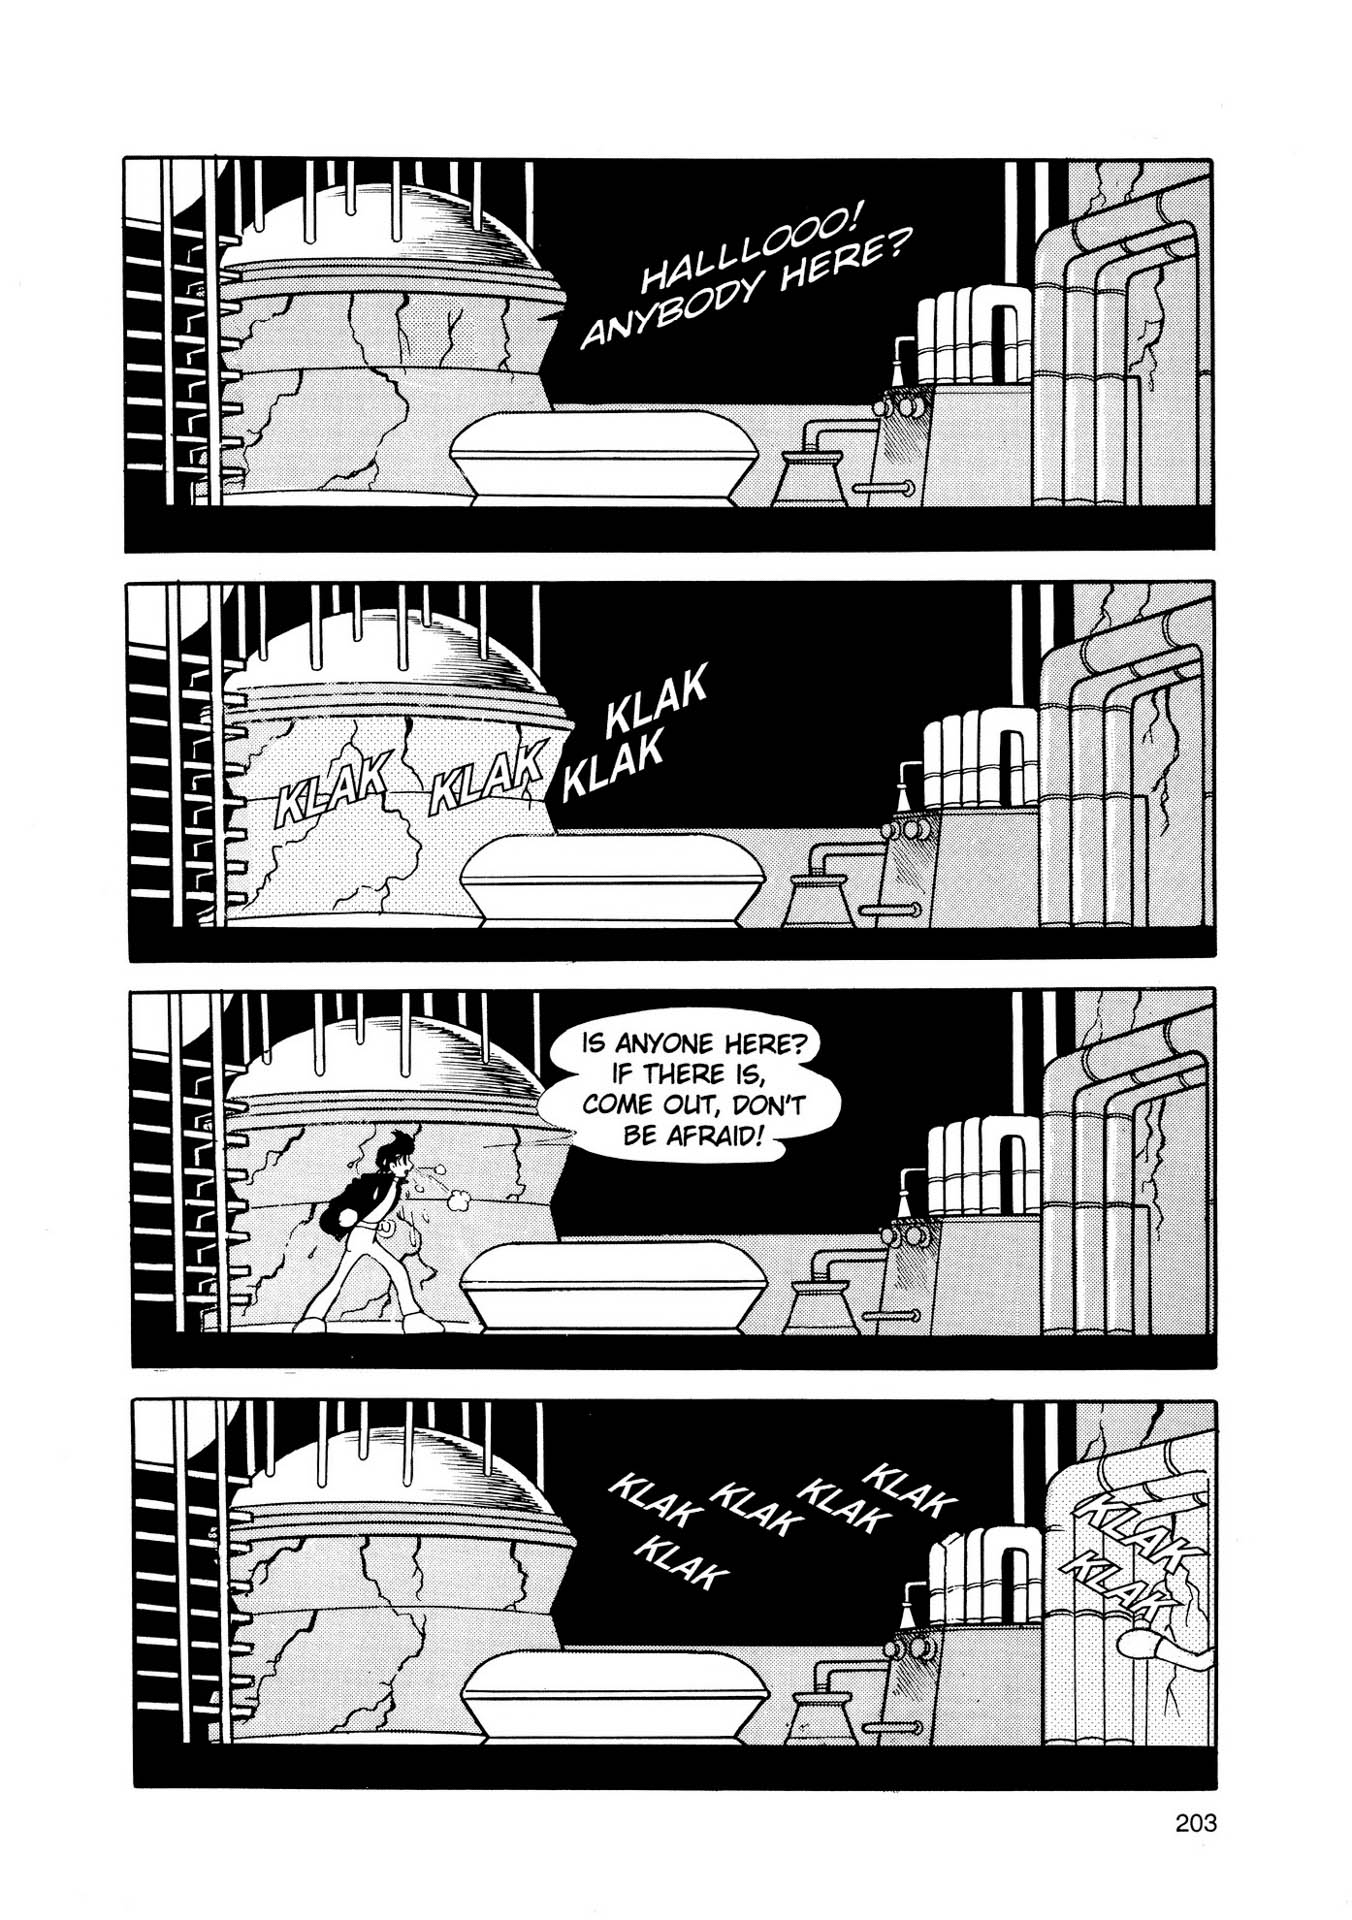 HALLLOOO!
ANYBODY HERE?
KLAK
KLAK
KLAK
KLAK
IS ANYONE HERE?
IF THERE IS,
COME OUT, DON'T
BE AFRAID!
KLAK
KLAK
KLAK
KLAK
KLAK
KLAK
KLAK
203